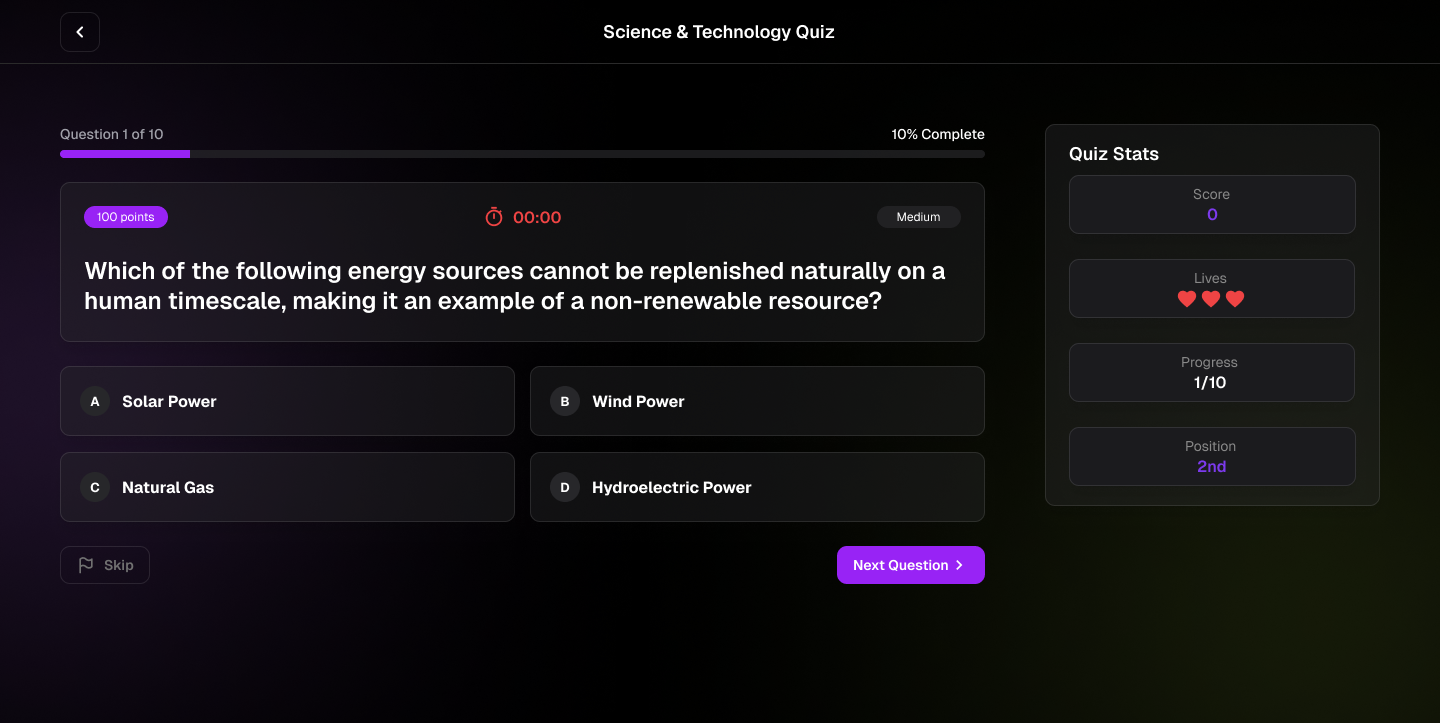 Science & Technology Quiz
Question 1 of 10
10% Complete
100 points
00:00
Medium
Which of the following energy sources cannot be replenished naturally on a
human timescale, making it an example of a non-renewable resource?
A
Solar Power
B
Wind Power
C
Natural Gas
D
Hydroelectric Power
Skip
Next Question
Quiz Stats
Score
0
Lives
Progress
1/10
Position
2nd